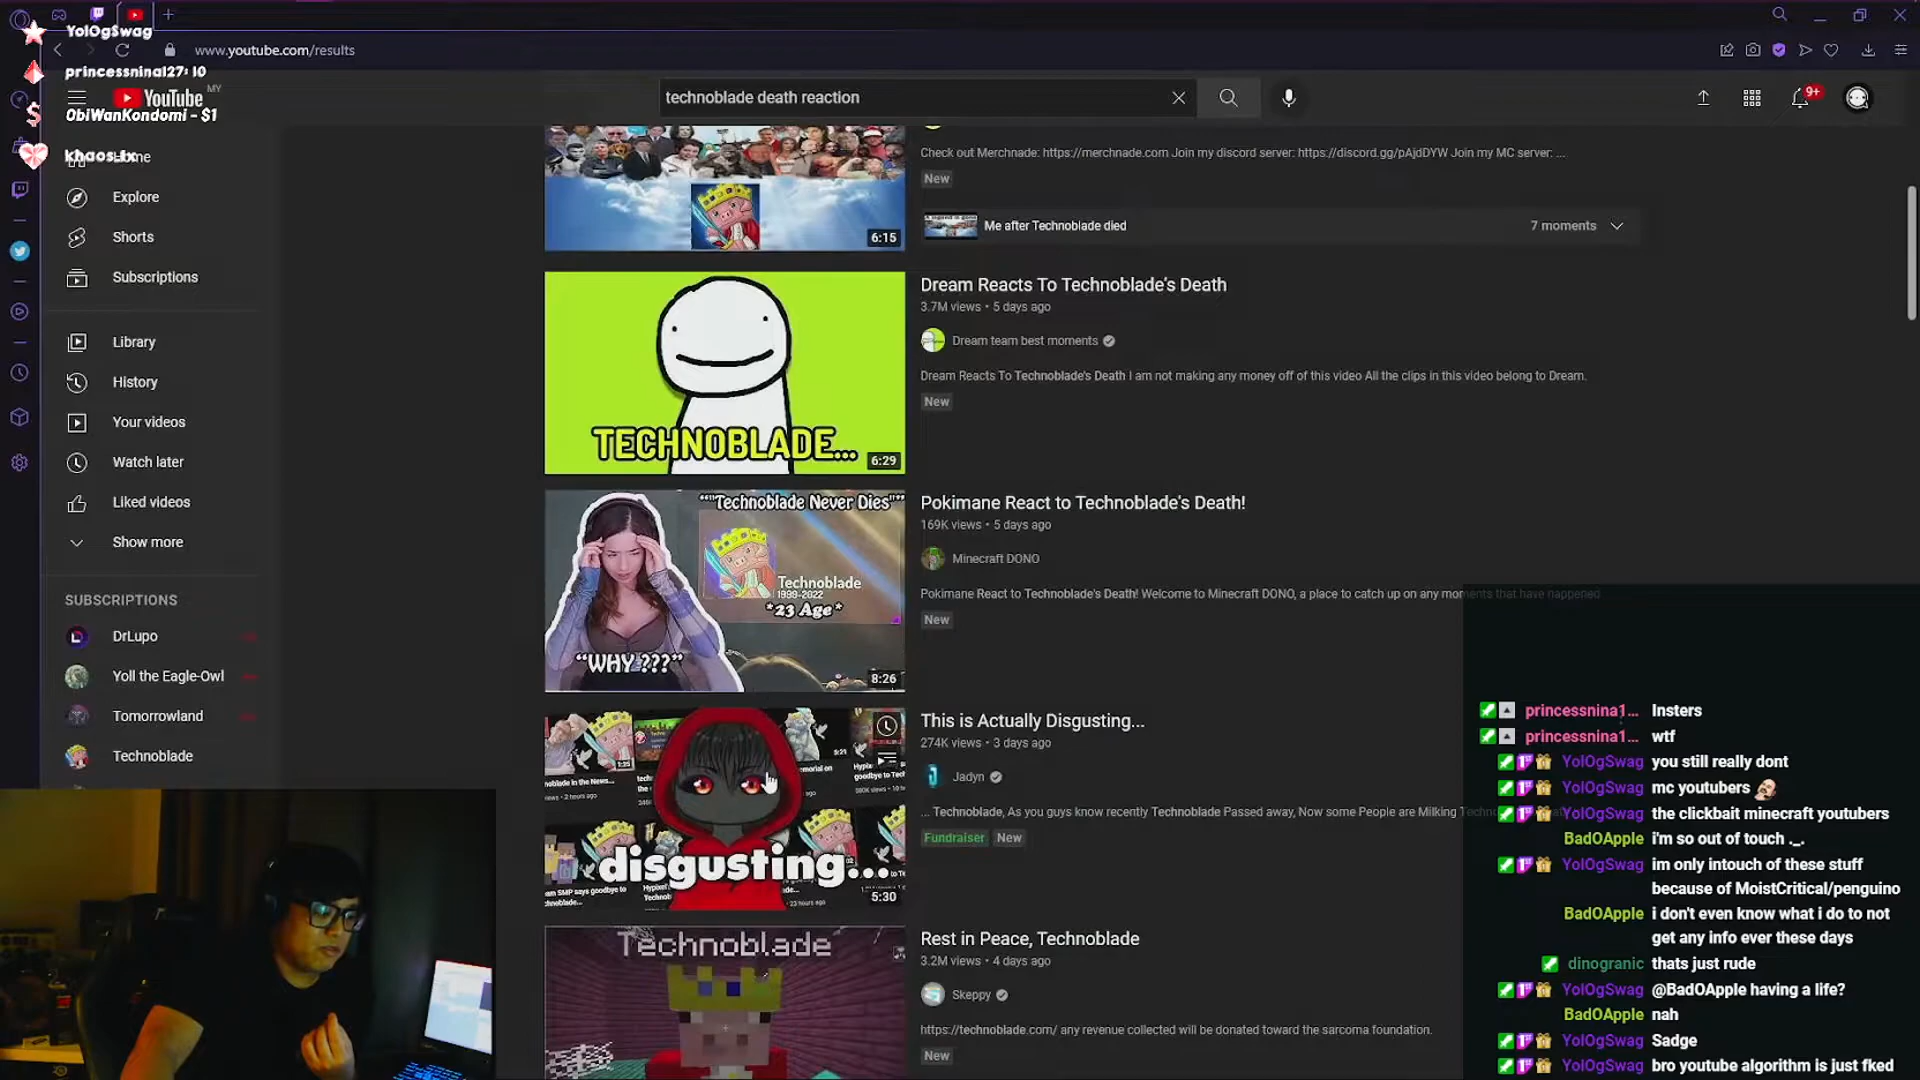 YolOgSwag
www.youtube.com/results
princessnina127: 10
YouTube
MY
technoblade death reaction
9+
ObiWanKondomi - $1
khaos_ix
Home
Explore
Shorts
Subscriptions
Library
History
Your videos
Watch later
Liked videos
Show more
SUBSCRIPTIONS
DrLupo
Yoll the Eagle-Owl
Tomorrowland
Technoblade
6:15
Check out Merchnade: https://merchnade.com Join my discord server: https://discord.gg/pAjdDYW Join my MC server: ...
New
Me after Technoblade died
7 moments
TECHNOBLADE...
6:29
Dream Reacts To Technoblade's Death
3.7M views • 5 days ago
Dream team best moments
Dream Reacts To Technoblade's Death I am not making any money off of this video All the clips in this video belong to Dream.
New
"Technoblade Never Dies"
Technoblade
1999-2022
*23 Age*
"WHY ???"
8:26
Pokimane React to Technoblade's Death!
169K views • 5 days ago
Minecraft DONO
Pokimane React to Technoblade's Death! Welcome to Minecraft DONO, a place to catch up on any moments that have happened
New
disgusting...
5:30
This is Actually Disgusting...
274K views • 3 days ago
Jadyn
... Technoblade, As you guys know recently Technoblade Passed away, Now some People are Milking
Fundraiser
New
Technoblade
Rest in Peace, Technoblade
3.2M views • 4 days ago
Skeppy
https://technoblade.com/ any revenue collected will be donated toward the sarcoma foundation.
New
princessnina1... Insters
princessnina1... wtf
YolOgSwag you still really dont
YolOgSwag mc youtubers
YolOgSwag the clickbait minecraft youtubers
BadOApple i'm so out of touch ._.
YolOgSwag im only intouch of these stuff
because of MoistCritical/penguino
BadOApple i don't even know what i do to not
get any info ever these days
dinogranic thats just rude
YolOgSwag @BadOApple having a life?
BadOApple nah
YolOgSwag Sadge
YolOgSwag bro youtube algorithm is just fked